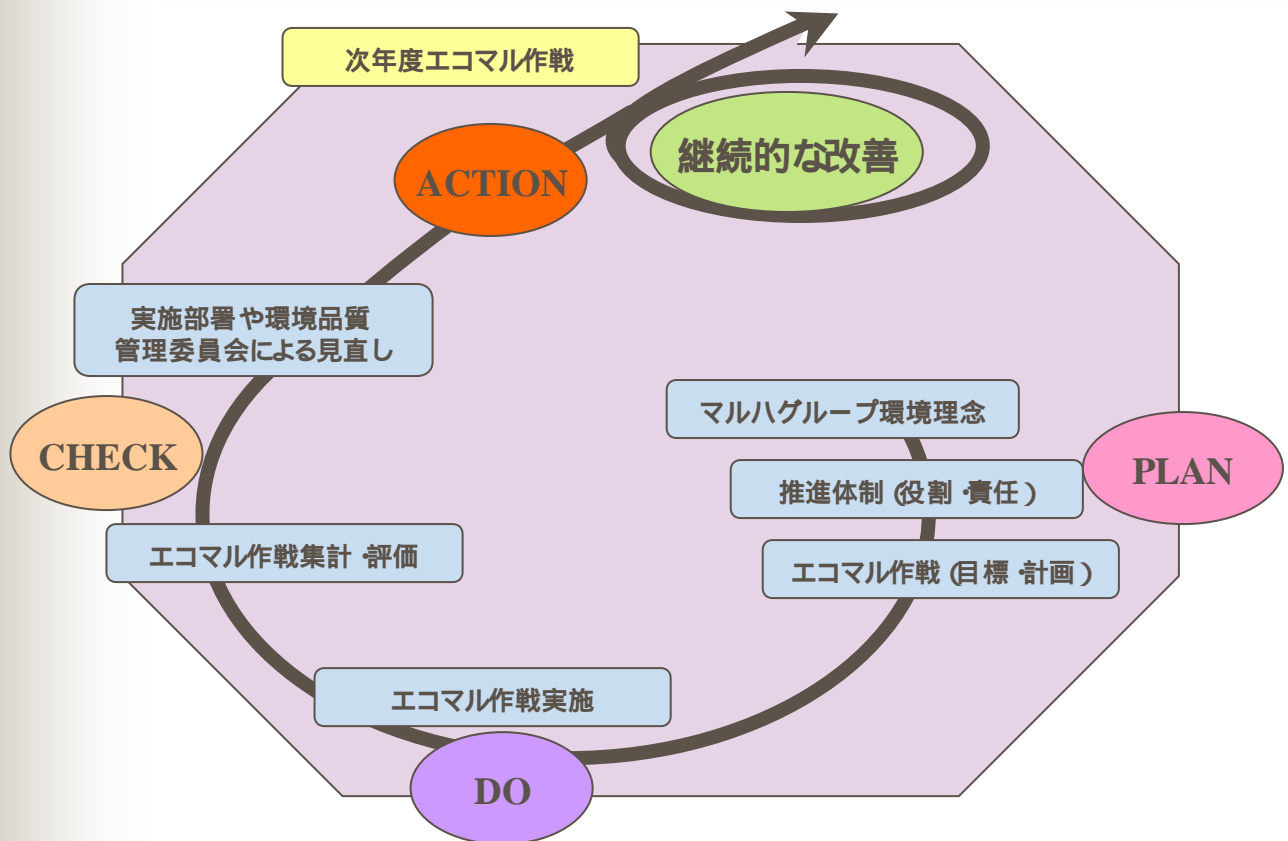 次年度エコマル作戦
継続的な改善
ACTION
実施部署や環境品質
管理委員会による見直し
マルハグループ環境理念
CHECK
PLAN
推進体制(役割・責任)
エコマル作戦集計・評価
エコマル作戦(目標・計画)
エコマル作戦実施
DO